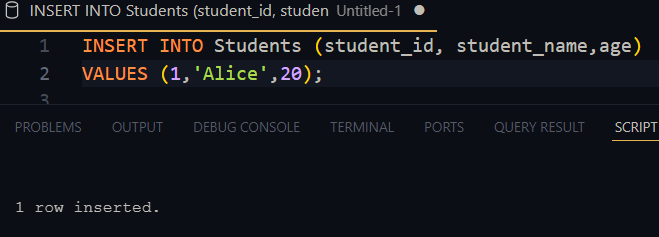 INSERT INTO Students (student_id, studen Untitled-1
1 INSERT INTO Students (student_id, student_name,age)
2 VALUES (1,'Alice',20);
3
PROBLEMS OUTPUT DEBUG CONSOLE TERMINAL PORTS QUERY RESULT SCRIPT
1 row inserted.